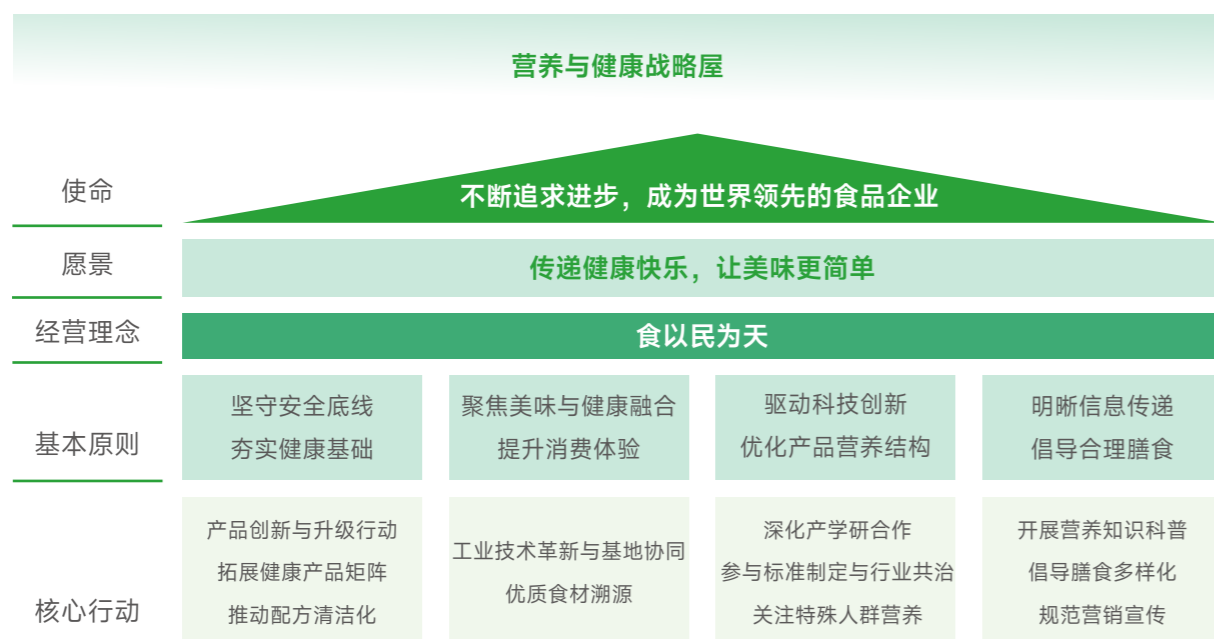 营养与健康战略屋
使命
不断追求进步，成为世界领先的食品企业
愿景
传递健康快乐，让美味更简单
经营理念
食以民为天
基本原则
坚守安全底线
夯实健康基础
聚焦美味与健康融合
提升消费体验
驱动科技创新
优化产品营养结构
明晰信息传递
倡导合理膳食
核心行动
产品创新与升级行动
拓展健康产品矩阵
推动配方清洁化
工业技术革新与基地协同
优质食材溯源
深化产学研合作
参与标准制定与行业共治
关注特殊人群营养
开展营养知识科普
倡导膳食多样化
规范营销宣传